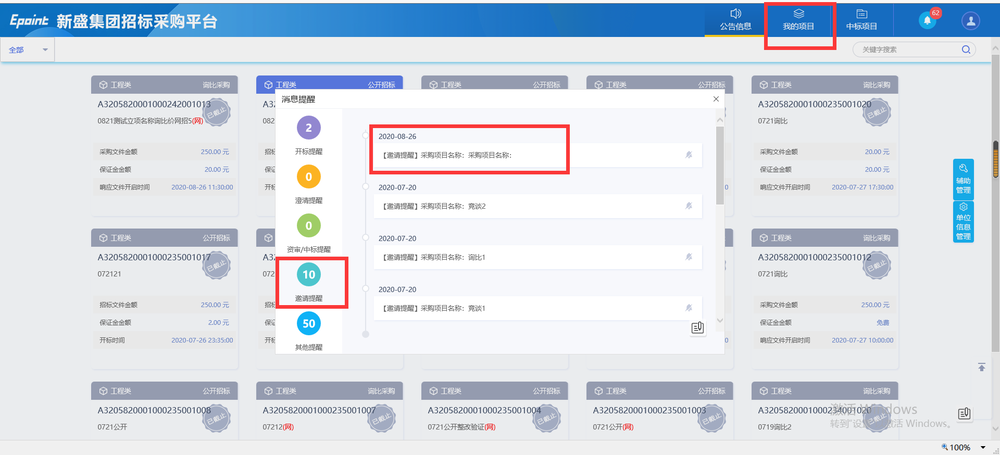 Epoint 新盛集团招标采购平台
公告信息
我的项目
中标项目
62
全部
关键字搜索
工程类 询比采购
A3205820001000242001013
已截止
0821测试立项名称询比价网招5(网)
采购文件金额 250.00 元
保证金金额 20.00 元
响应文件开启时间 2020-08-26 11:30:00
工程类 公开招标
A32
082
招标
保证
开标
工程类 公开招标
工程类 公开招标
0
工程类 询比采购
A3205820001000235001020
已截止
0721询比
采购文件金额 20.00 元
保证金金额 20.00 元
响应文件开启时间 2020-07-27 17:30:00
消息提醒
2
开标提醒
0
澄清提醒
0
资审/中标提醒
10
邀请提醒
50
其他提醒
2020-08-26
【邀请提醒】采购项目名称：采购项目名称：
2020-07-20
【邀请提醒】采购项目名称：竞谈2
2020-07-20
【邀请提醒】采购项目名称：询比1
2020-07-20
【邀请提醒】采购项目名称：竞谈1
辅助
管理
单位
信息
管理
工程类 公开招标
A3205820001000235001017
已截止
072121
招标文件金额 250.00 元
保证金金额 2.00 元
开标时间 2020-07-26 23:35:00
A32
072
招标
保证
开标
0
工程类 询比采购
A3205820001000235001012
已截止
0721询比
采购文件金额 250.00 元
保证金金额 免费
响应文件开启时间 2020-07-27 10:00:00
工程类 公开招标
A3205820001000235001008
已截止
0721公开
工程类 询比采购
A3205820001000235001007
已截止
07212(网)
工程类 公开招标
A3205820001000235001004
已截止
0721公开整改验证(网)
工程类 公开招标
A3205820001000235001003
已截止
0721公开(网)
工程类 询比采购
A3205820001000234001020
已截止
0719询比2
激活 Windows
转到"设置"激活 Windows。
100%